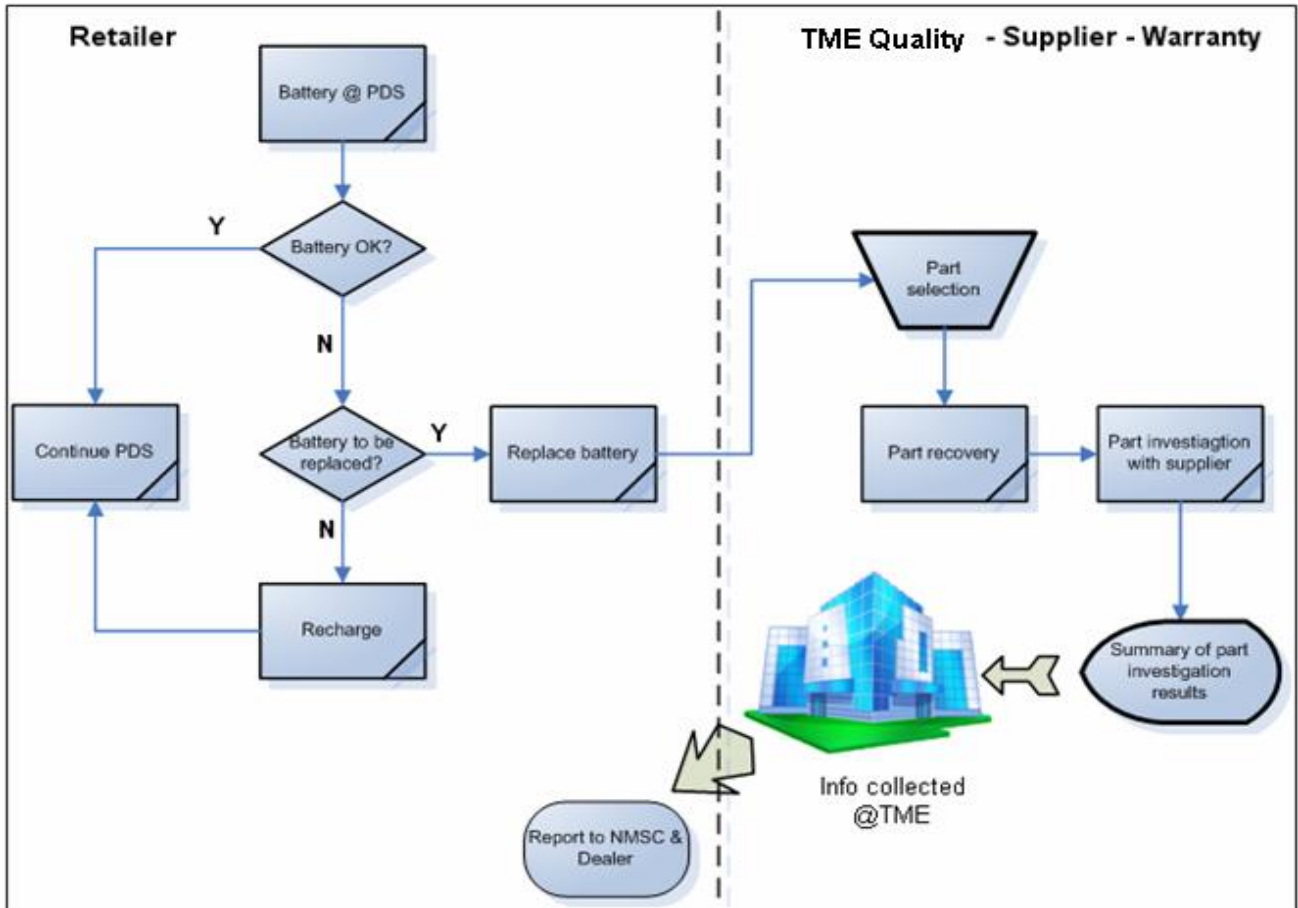 Retailer
TME Quality - Supplier - Warranty
Battery @ PDS
Y
Battery OK?
N
Part
selection
Continue PDS
Battery to be
replaced?
Y
Replace battery
Part recovery
Part investiagtion
with supplier
N
Recharge
Summary of part
investigation
results
Info collected
@TME
Report to NMSC &
Dealer